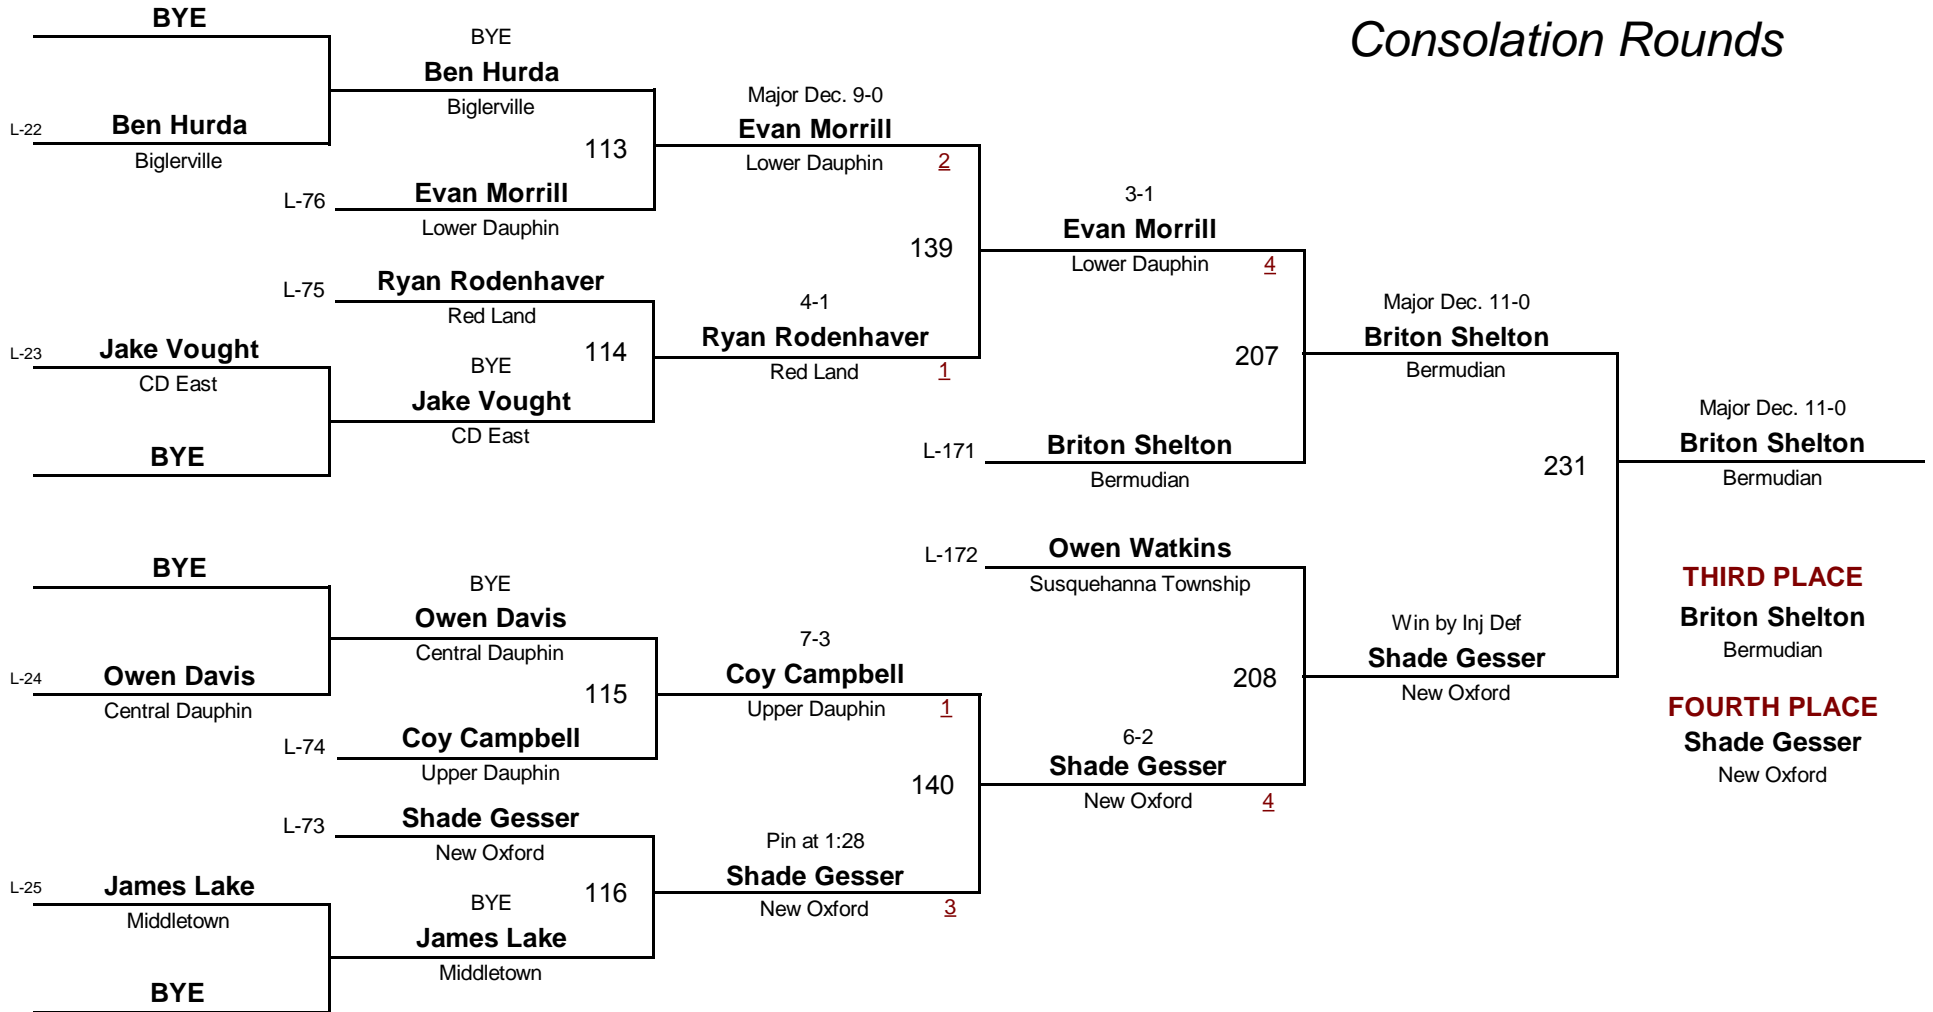 Consolation Rounds
BYE
L-22
Ben Hurda
Biglerville
L-23
Jake Vought
CD East
BYE
BYE
L-24
Owen Davis
Central Dauphin
L-25
James Lake
Middletown
BYE
BYE
Ben Hurda
Biglerville
113
L-76
Evan Morrill
Lower Dauphin
L-75
Ryan Rodenhaver
Red Land
114
BYE
Jake Vought
CD East
BYE
Owen Davis
Central Dauphin
115
L-74
Coy Campbell
Upper Dauphin
L-73
Shade Gesser
New Oxford
116
BYE
James Lake
Middletown
Major Dec. 9-0
Evan Morrill
Lower Dauphin 2
139
4-1
Ryan Rodenhaver
Red Land 1
7-3
Coy Campbell
Upper Dauphin 1
140
Pin at 1:28
Shade Gesser
New Oxford 3
3-1
Evan Morrill
Lower Dauphin 4
207
L-171
Briton Shelton
Bermudian
L-172
Owen Watkins
Susquehanna Township
208
6-2
Shade Gesser
New Oxford 4
Major Dec. 11-0
Briton Shelton
Bermudian
231
Win by Inj Def
Shade Gesser
New Oxford
Major Dec. 11-0
Briton Shelton
Bermudian
THIRD PLACE
Briton Shelton
Bermudian
FOURTH PLACE
Shade Gesser
New Oxford